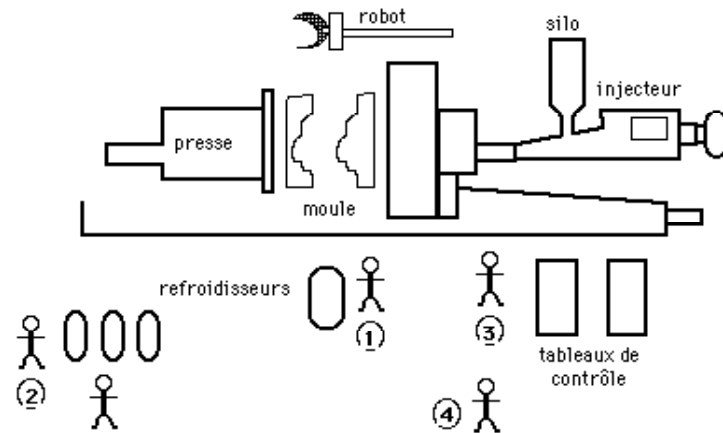 robot
silo
injecteur
presse
moule
refroidisseurs
1
3
tableaux de
contrôle
2
4